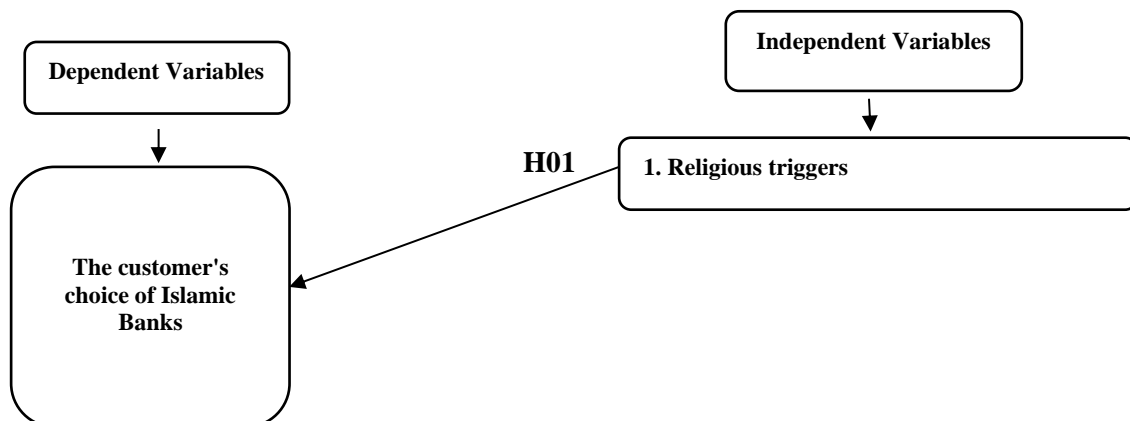 Dependent Variables
Independent Variables
H01
1. Religious triggers
The customer's
choice of Islamic
Banks